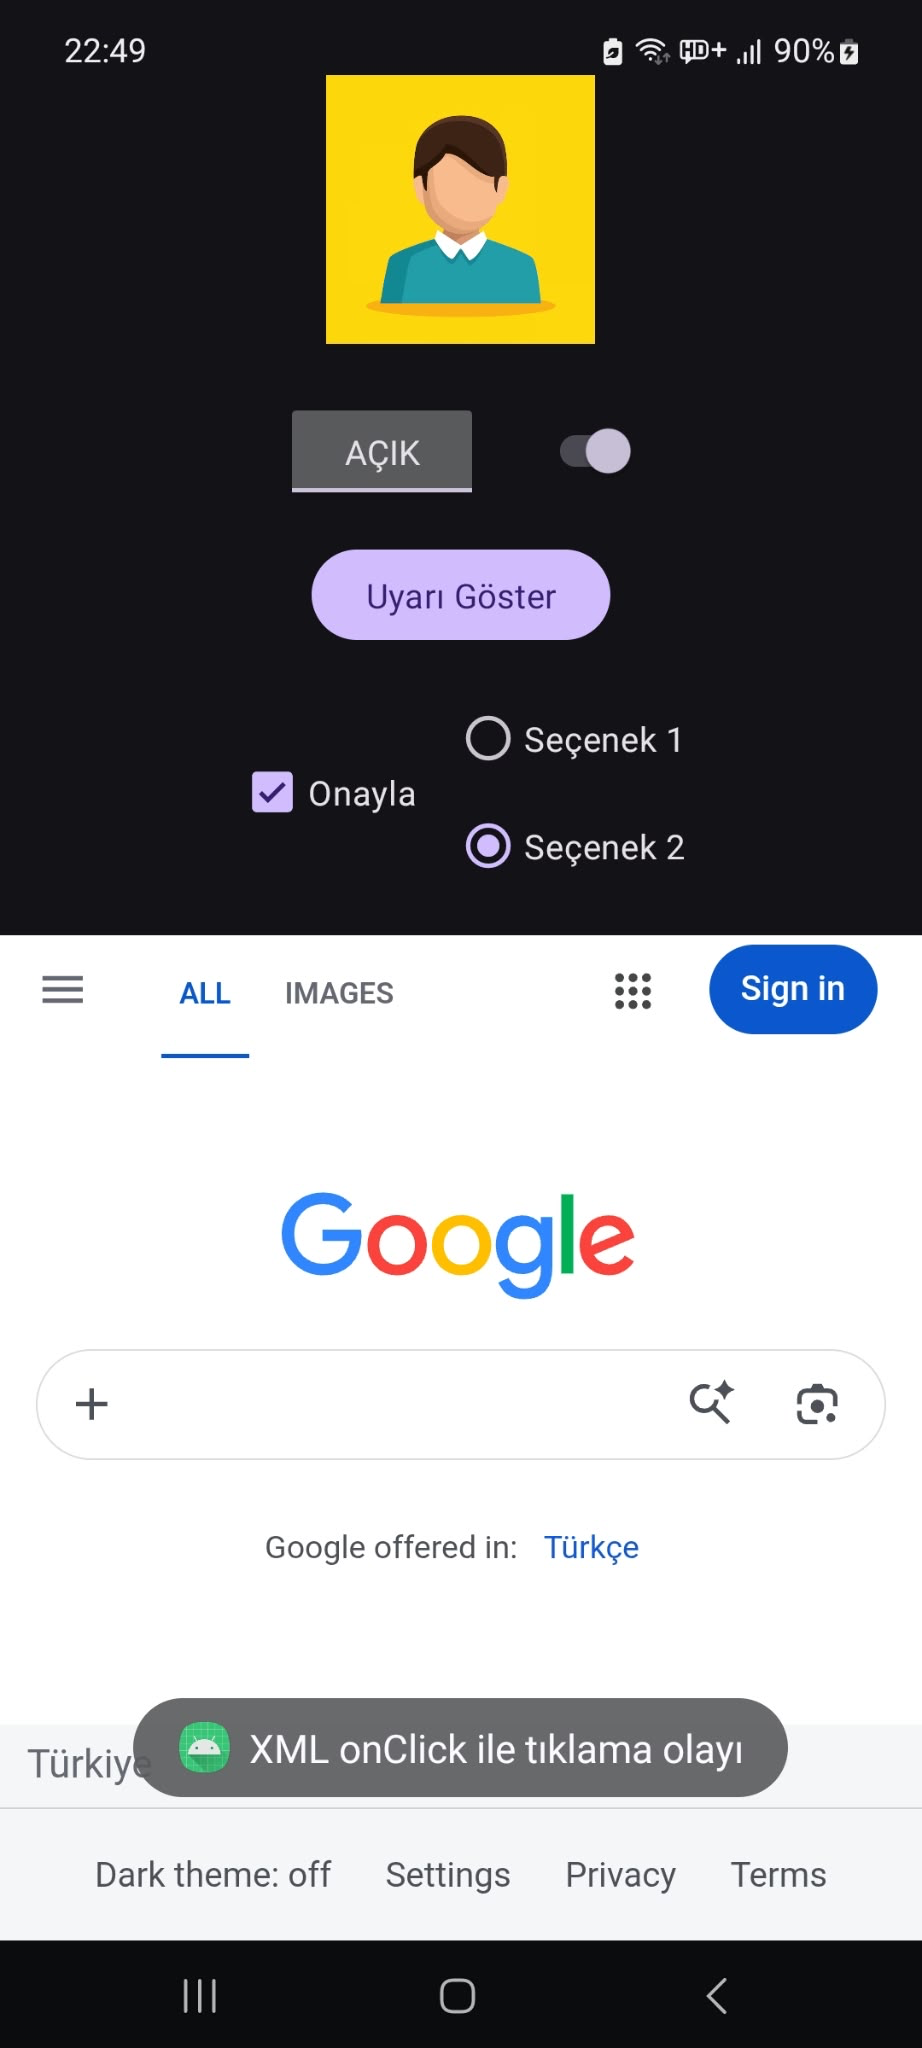 22:49 HD+ 90%
AÇIK
Uyarı Göster
Seçenek 1
Onayla
Seçenek 2
ALL IMAGES Sign in
Google
Google offered in: Türkçe
XML onClick ile tıklama olayı
Türkiye
Dark theme: off Settings Privacy Terms